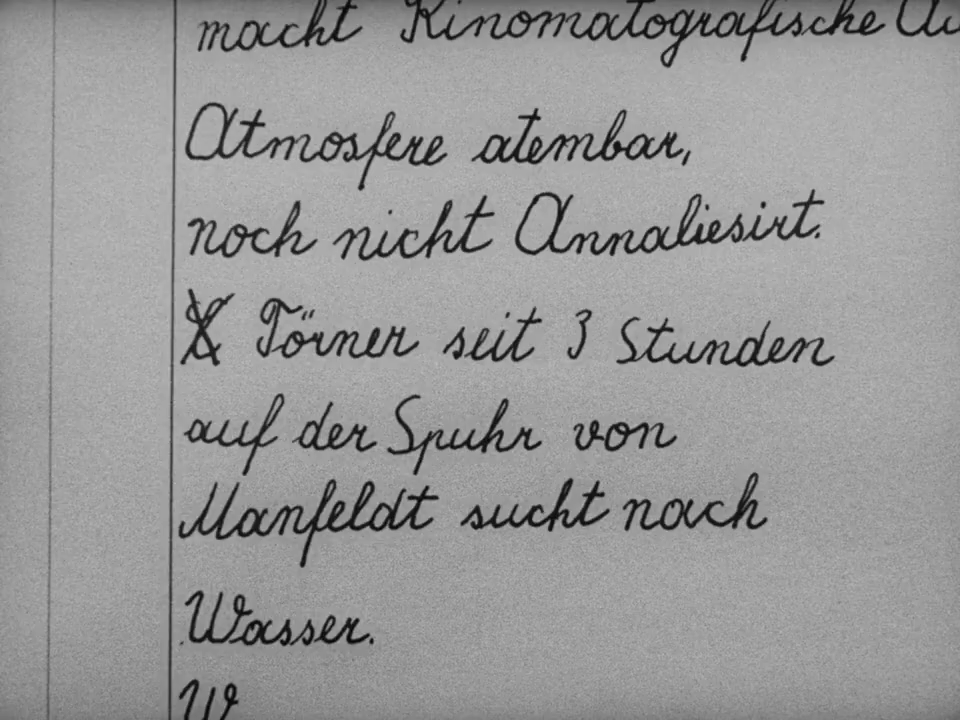 macht Kinomatografische
Atmosfere atembar,
noch nicht Annaliesirt.
Törner seit 3 Stunden
auf der Spuhr von
Manfeldt sucht nach
Wasser.
W